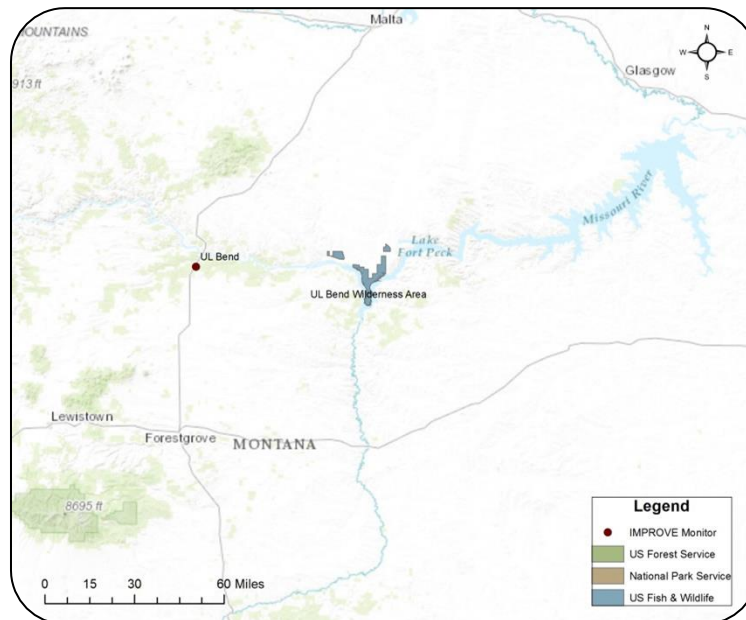 Malta
MOUNTAINS
N
W E
S
Glasgow
913 ft
Missouri River
Lake
Fort Peck
UL Bend
UL Bend Wilderness Area
Lewistown
Forestgrove
MONTANA
8695 ft
Legend
IMPROVE Monitor
US Forest Service
National Park Service
US Fish & Wildlife
0 15 30 60 Miles